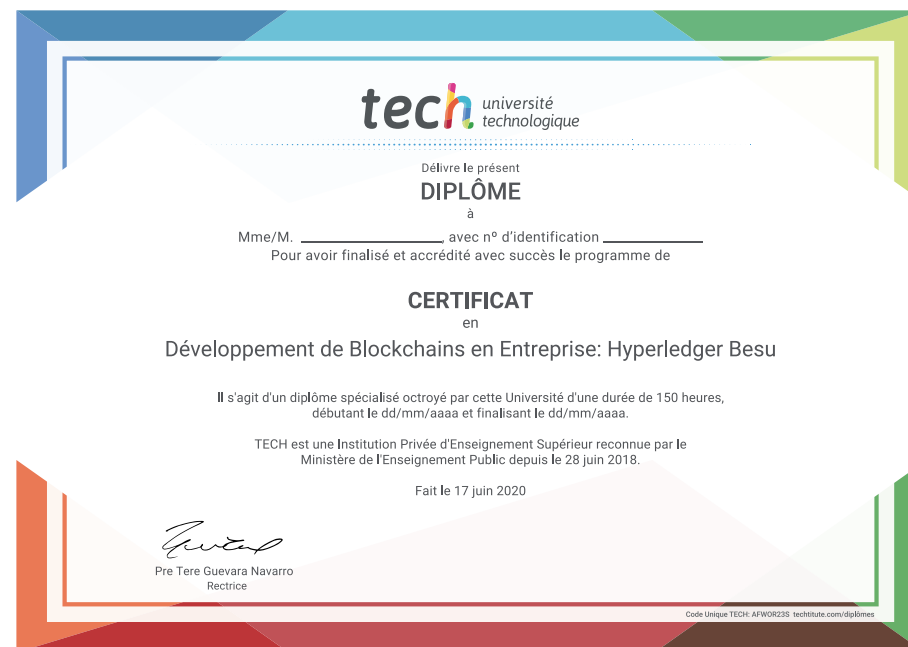 tech université
technologique
Délivre le présent
DIPLÔME
à
Mme/M. ____________________, avec nº d'identification ______________
Pour avoir finalisé et accrédité avec succès le programme de
CERTIFICAT
en
Développement de Blockchains en Entreprise: Hyperledger Besu
Il s'agit d'un diplôme spécialisé octroyé par cette Université d'une durée de 150 heures,
débutant le dd/mm/aaaa et finalisant le dd/mm/aaaa.
TECH est une Institution Privée d'Enseignement Supérieur reconnue par le
Ministère de l'Enseignement Public depuis le 28 juin 2018.
Fait le 17 juin 2020
Pre Tere Guevara Navarro
Rectrice
Code Unique TECH: AFWOR23S techtitute.com/diplômes